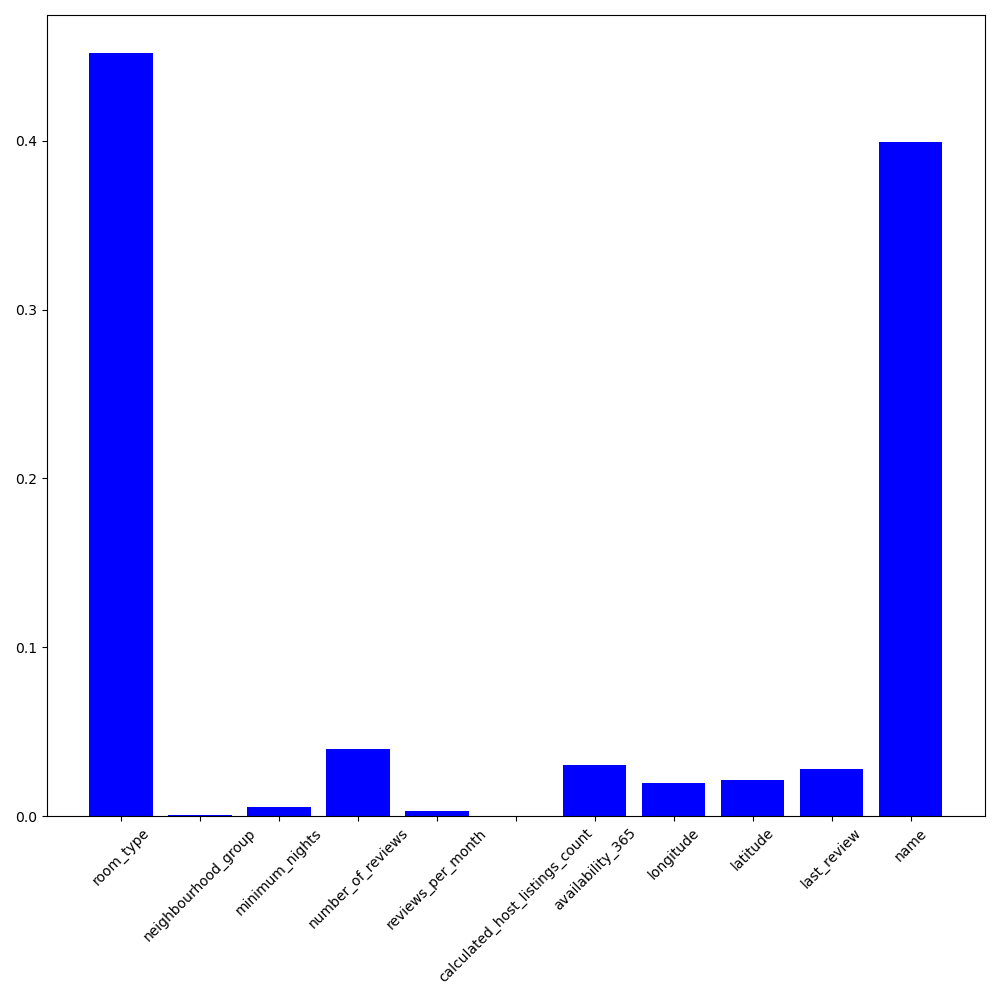 0.4
0.3
0.2
0.1
0.0
room_type
neighbourhood_group
minimum_nights
number_of_reviews
reviews_per_month
calculated_host_listings_count
availability_365
longitude
latitude
last_review
name